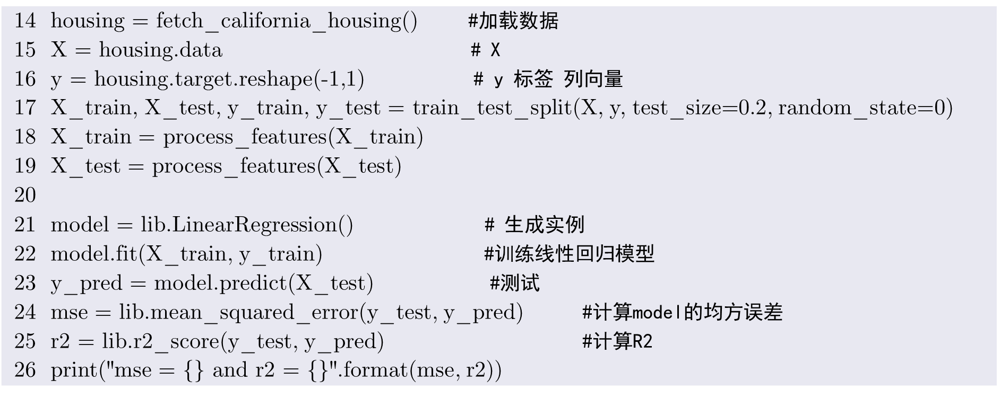 14 housing = fetch_california_housing() #加载数据
15 X = housing.data # X
16 y = housing.target.reshape(-1,1) # y 标签 列向量
17 X_train, X_test, y_train, y_test = train_test_split(X, y, test_size=0.2, random_state=0)
18 X_train = process_features(X_train)
19 X_test = process_features(X_test)
20
21 model = lib.LinearRegression() # 生成实例
22 model.fit(X_train, y_train) #训练线性回归模型
23 y_pred = model.predict(X_test) #测试
24 mse = lib.mean_squared_error(y_test, y_pred) #计算model的均方误差
25 r2 = lib.r2_score(y_test, y_pred) #计算R2
26 print("mse = {} and r2 = {}".format(mse, r2))